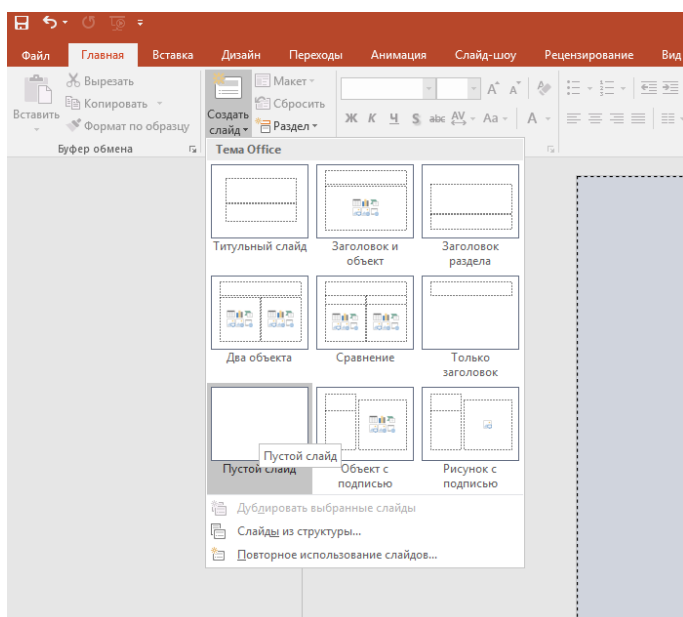 Файл Главная Вставка Дизайн Переходы Анимация Слайд-шоу Рецензирование Вид
Вырезать
Копировать
Формат по образцу
Вставить
Буфер обмена
Создать
слайд
Макет
Сбросить
Раздел
Ж К Ч S abc AV Aa A
Тема Office
Титульный слайд
Заголовок и
объект
Заголовок
раздела
Два объекта
Сравнение
Только
заголовок
Пустой слайд
Пустой слайд
Объект с
подписью
Рисунок с
подписью
Дублировать выбранные слайды
Слайды из структуры...
Повторное использование слайдов...